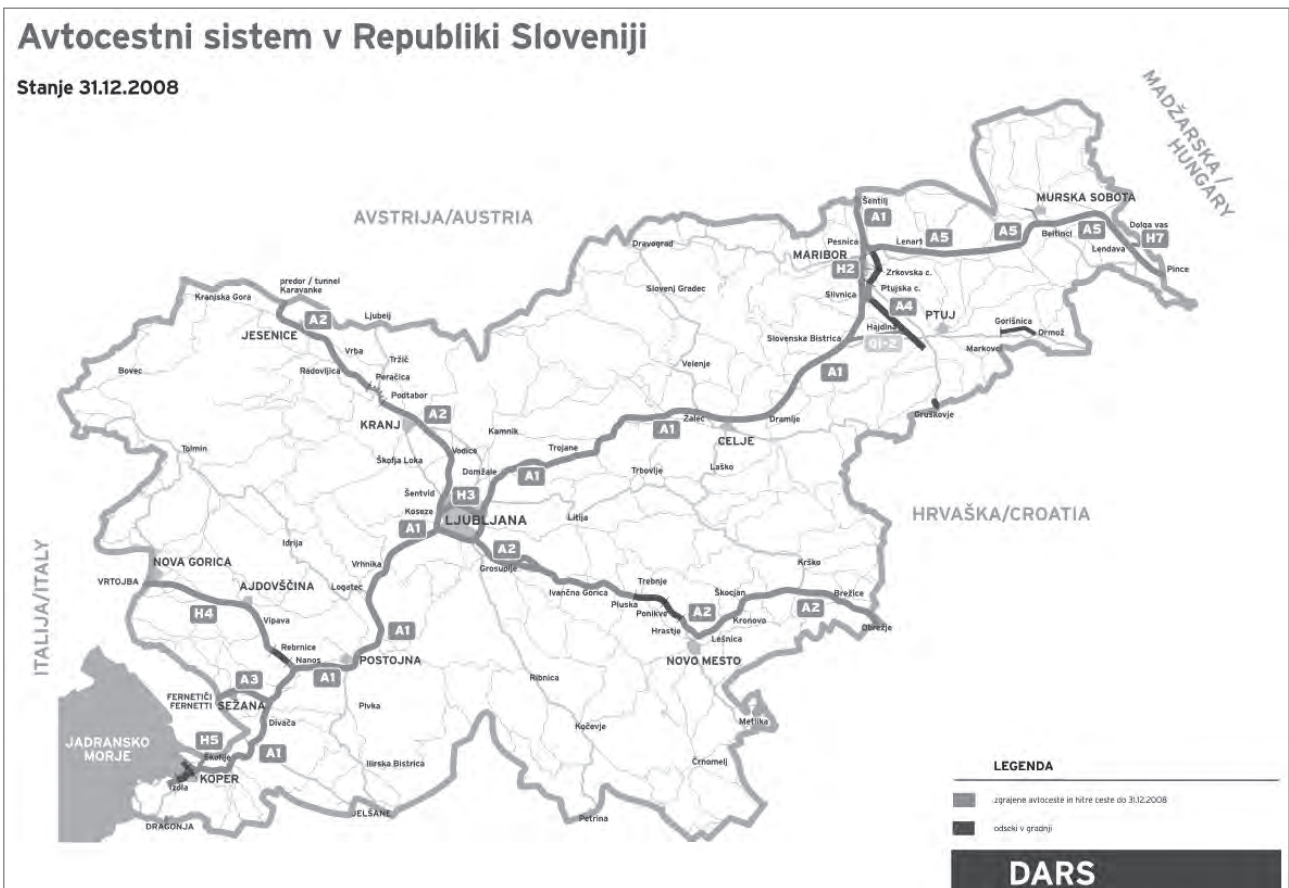 Avtocestni sistem v Republiki Sloveniji
Stanje 31.12.2008
MADŽARSKA /
HUNGARY
AVSTRIJA/AUSTRIA
HRVAŠKA/CROATIA
ITALIJA/ITALY
JADRANSKO
MORJE
Šentilj
A1
MURSKA SOBOTA
Dolga vas
H7
A5
A5
A5
Beltinci
Lendava
Pince
Pesnica
Lenart
MARIBOR
H2
Zrkovska c.
Ptujska c.
Slivnica
A4
PTUJ
Hajdina
Gorišnica
Ormož
Markovci
Slovenska Bistrica
A1
Gruškovje
Dravograd
Slovenj Gradec
Velenje
predor / tunnel
Karavanke
Kranjska Gora
A2
Ljubelj
JESENICE
Vrba
Tržič
Radovljica
Peračica
Podtabor
Bovec
A2
KRANJ
Kamnik
Vodice
Škofja Loka
Domžale
Trojane
A1
Žalec
A1
CELJE
Dramlje
Tolmin
Trbovlje
Laško
Šentvid
Koseze
H3
A1
LJUBLJANA
Litija
A2
Grosuplje
Idrija
Vrhnika
Logatec
NOVA GORICA
VRTOJBA
AJDOVŠČINA
H4
Vipava
Rebrnice
Nanos
A1
POSTOJNA
A1
Ivančna Gorica
Trebnje
Pluska
Ponikve
Hrastje
A2
Škocjan
Kronovo
Lešnica
NOVO MESTO
Krško
Brežice
A2
Obrežje
A3
FERNETIČI
FERNETTI
SEŽANA
Divača
Pivka
Ribnica
Kočevje
Metlika
Črnomelj
H5
Škofije
A1
KOPER
Izola
Ilirska Bistrica
DRAGONJA
JELŠANE
Petrina
LEGENDA
zgrajene avtoceste in hitre ceste do 31.12.2008
odseki v gradnji
DARS